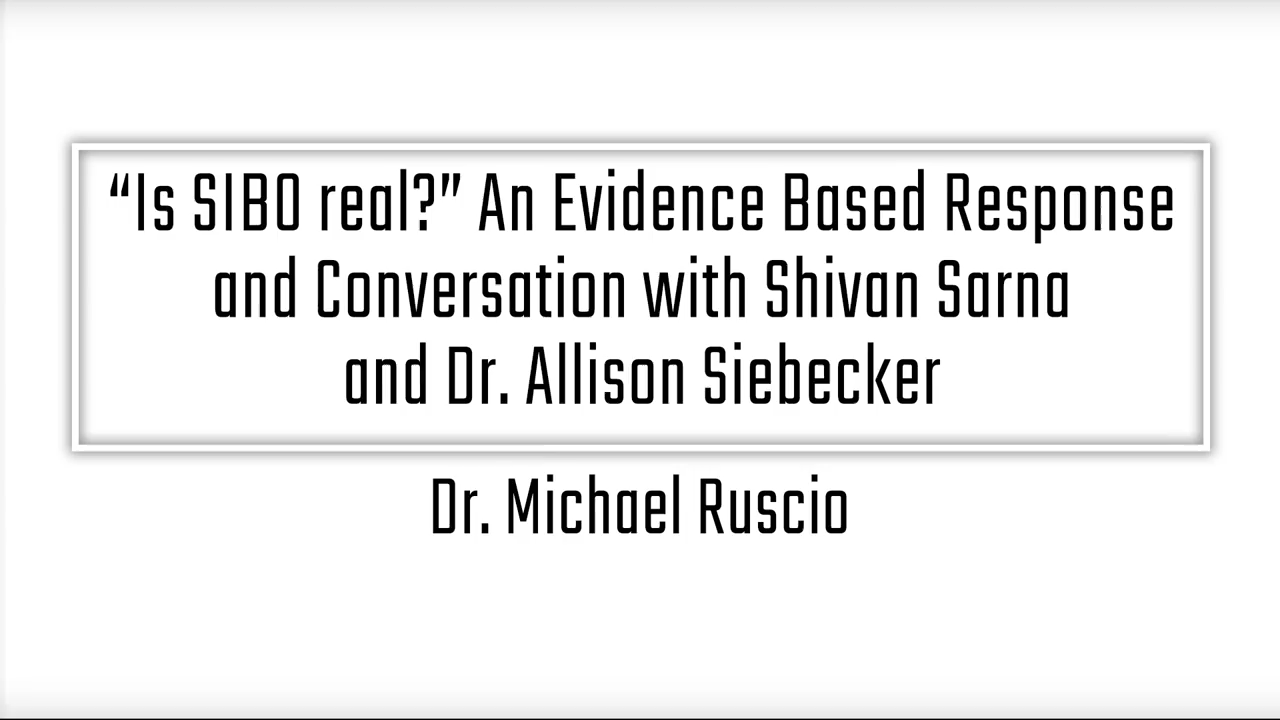 “Is SIBO real?” An Evidence Based Response
and Conversation with Shivan Sarna
and Dr. Allison Siebecker
Dr. Michael Ruscio